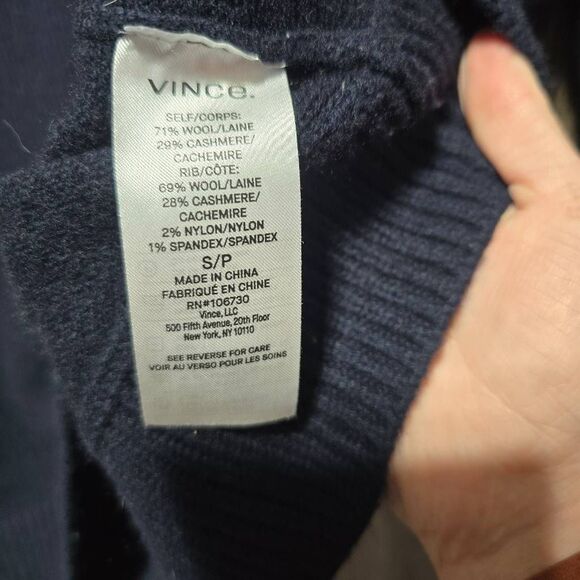 VINCe.
SELF/CORPS:
71% WOOL/LAINE
29% CASHMERE/
CACHEMIRE
RIB/CÔTE:
69% WOOL/LAINE
28% CASHMERE/
CACHEMIRE
2% NYLON/NYLON
1% SPANDEX/SPANDEX
S/P
MADE IN CHINA
FABRIQUÉ EN CHINE
RN#106730
Vince, LLC
500 Fifth Avenue, 20th Floor
New York, NY 10110
SEE REVERSE FOR CARE
VOIR AU VERSO POUR LES SOINS